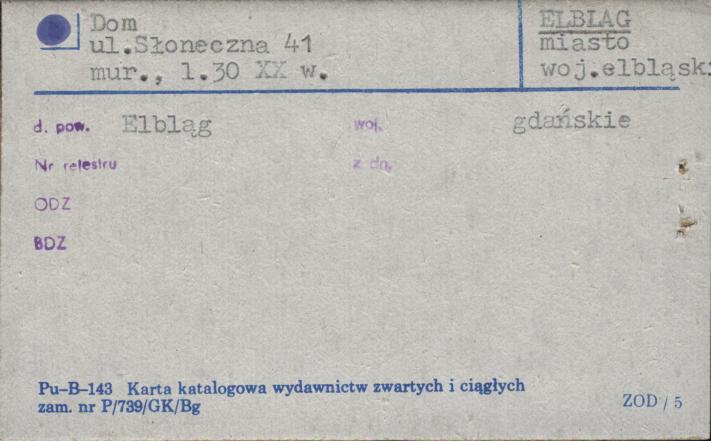 Dom
ul.Słoneczna 41
mur., l.30 XX w.
ELBLĄG
miasto
woj.elbląski
d. pow. Elbląg woj. gdańskie
Nr rejestru z dn.
ODZ
BDZ
Pu–B–143 Karta katalogowa wydawnictw zwartych i ciągłych
zam. nr P/739/GK/Bg
ZOD / 5